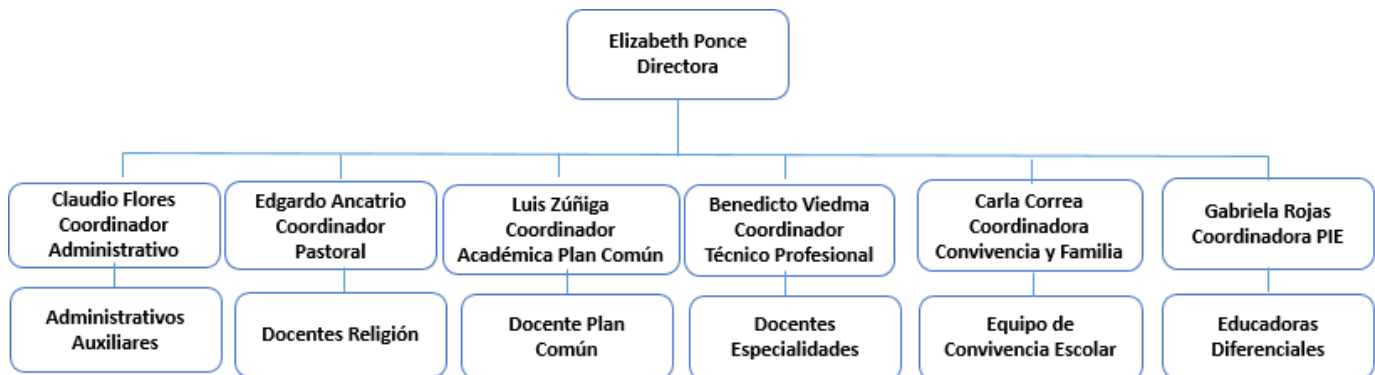 Elizabeth Ponce
Directora
Claudio Flores
Coordinador
Administrativo
Edgardo Ancatrio
Coordinador
Pastoral
Luis Zúñiga
Coordinador
Académica Plan Común
Benedicto Viedma
Coordinador
Técnico Profesional
Carla Correa
Coordinadora
Convivencia y Familia
Gabriela Rojas
Coordinadora PIE
Administrativos
Auxiliares
Docentes Religión
Docente Plan
Común
Docentes
Especialidades
Equipo de
Convivencia Escolar
Educadoras
Diferenciales